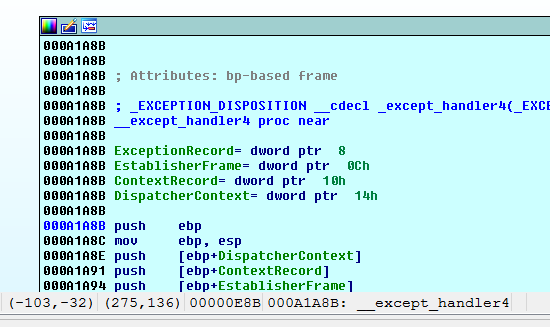 000A1A8B
000A1A8B
000A1A8B ; Attributes: bp-based frame
000A1A8B
000A1A8B ; _EXCEPTION_DISPOSITION __cdecl _except_handler4(_EXC
000A1A8B __except_handler4 proc near
000A1A8B
000A1A8B ExceptionRecord= dword ptr  8
000A1A8B EstablisherFrame= dword ptr  0Ch
000A1A8B ContextRecord= dword ptr  10h
000A1A8B DispatcherContext= dword ptr  14h
000A1A8B
000A1A8B push    ebp
000A1A8C mov     ebp, esp
000A1A8E push    [ebp+DispatcherContext]
000A1A91 push    [ebp+ContextRecord]
000A1A94 push    [ebp+EstablisherFrame]
(-103,-32) (275,136) 00000E8B 000A1A8B: __except_handler4